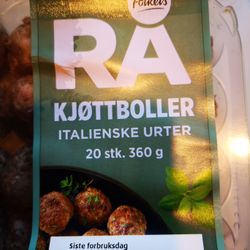 Folkets
RÅ
KJØTTBOLLER
ITALIENSKE URTER
20 stk. 360 g
Siste forbruksdag